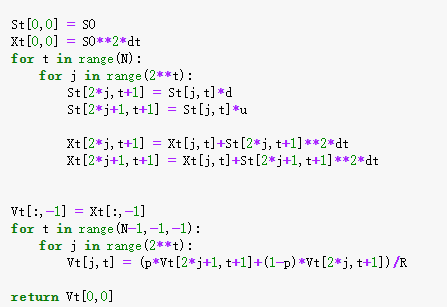 St[0,0] = S0
Xt[0,0] = S0**2*dt
for t in range(N):
    for j in range(2**t):
        St[2*j,t+1] = St[j,t]*d
        St[2*j+1,t+1] = St[j,t]*u
        Xt[2*j,t+1] = Xt[j,t]+St[2*j,t+1]**2*dt
        Xt[2*j+1,t+1] = Xt[j,t]+St[2*j+1,t+1]**2*dt
Vt[:,-1] = Xt[:,-1]
for t in range(N-1,-1,-1):
    for j in range(2**t):
        Vt[j,t] = (p*Vt[2*j+1,t+1]+(1-p)*Vt[2*j,t+1])/R
return Vt[0,0]